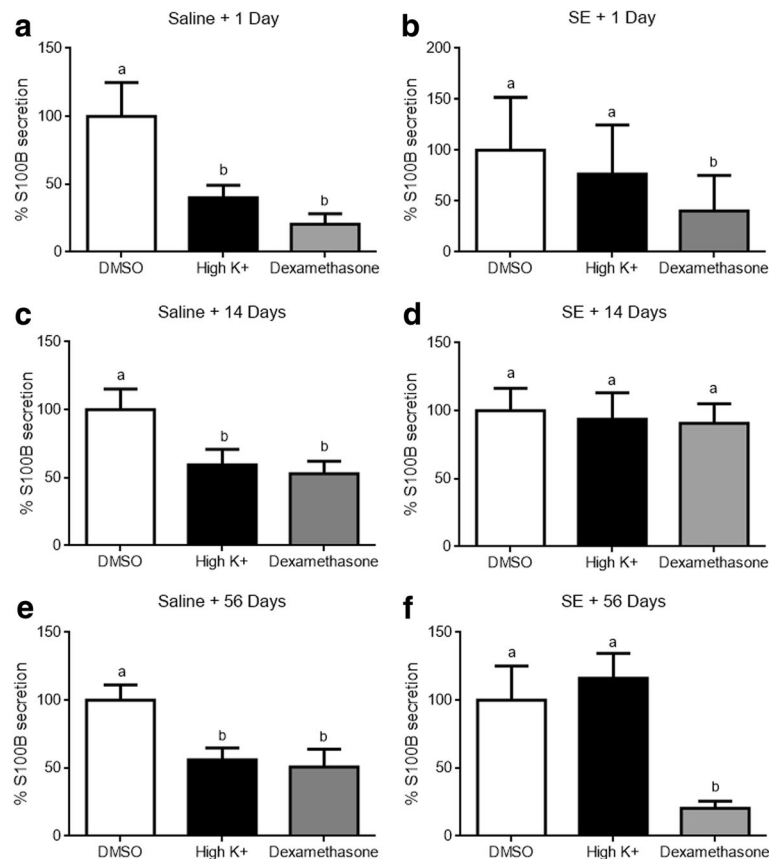 a
Saline + 1 Day
% S100B secretion
150
100
50
0
a
b
b
DMSO High K+ Dexamethasone
b
SE + 1 Day
% S100B secretion
200
150
100
50
0
a
a
b
DMSO High K+ Dexamethasone
c
Saline + 14 Days
% S100B secretion
150
100
50
0
a
b
b
DMSO High K+ Dexamethasone
d
SE + 14 Days
% S100B secretion
150
100
50
0
a
a
a
DMSO High K+ Dexamethasone
e
Saline + 56 Days
% S100B secretion
150
100
50
0
a
b
b
DMSO High K+ Dexamethasone
f
SE + 56 Days
% S100B secretion
150
100
50
0
a
a
b
DMSO High K+ Dexamethasone